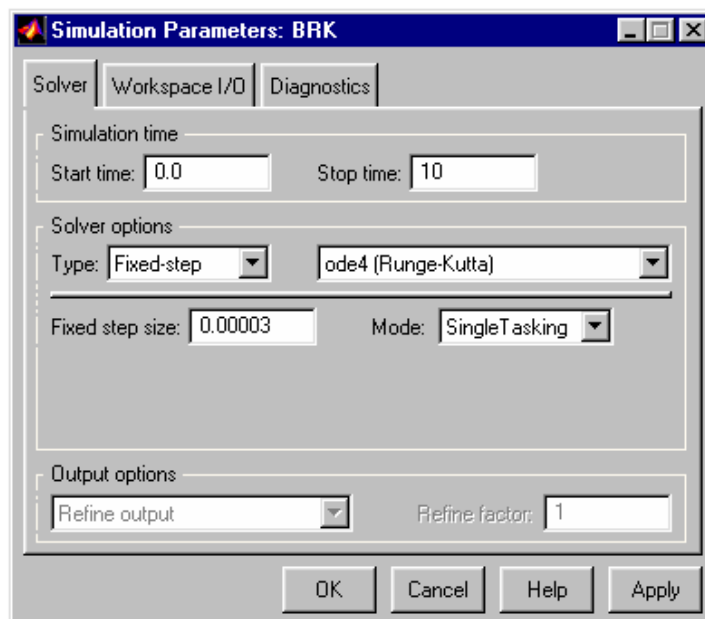 Simulation Parameters: BRK
Solver Workspace I/O Diagnostics
Simulation time
Start time: 0.0 Stop time: 10
Solver options
Type: Fixed-step ode4 (Runge-Kutta)
Fixed step size: 0.00003 Mode: SingleTasking
Output options
Refine output Refine factor: 1
OK Cancel Help Apply